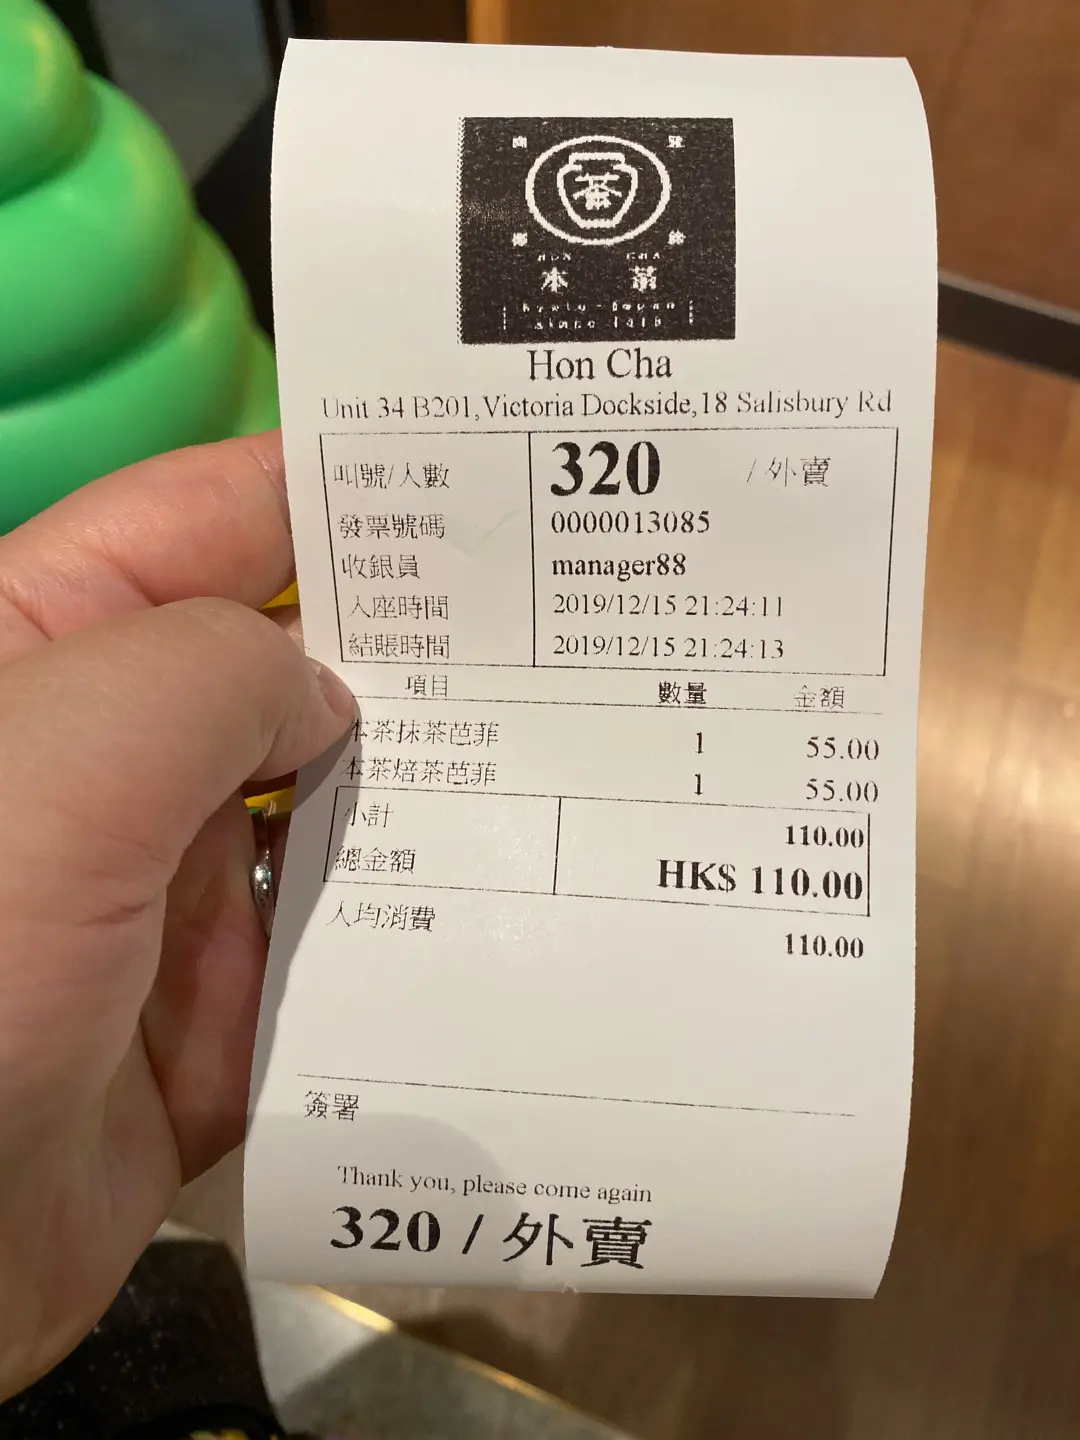 茶
HON CHA
本 茶
Hon Cha
Unit 34 B201,Victoria Dockside,18 Salisbury Rd
叫號/人數 320 / 外賣
發票號碼 0000013085
收銀員 manager88
入座時間 2019/12/15 21:24:11
結賬時間 2019/12/15 21:24:13
項目 數量 金額
本茶抹茶芭菲 1 55.00
本茶焙茶芭菲 1 55.00
小計 110.00
總金額 HK$ 110.00
人均消費 110.00
簽署
Thank you, please come again
320 / 外賣